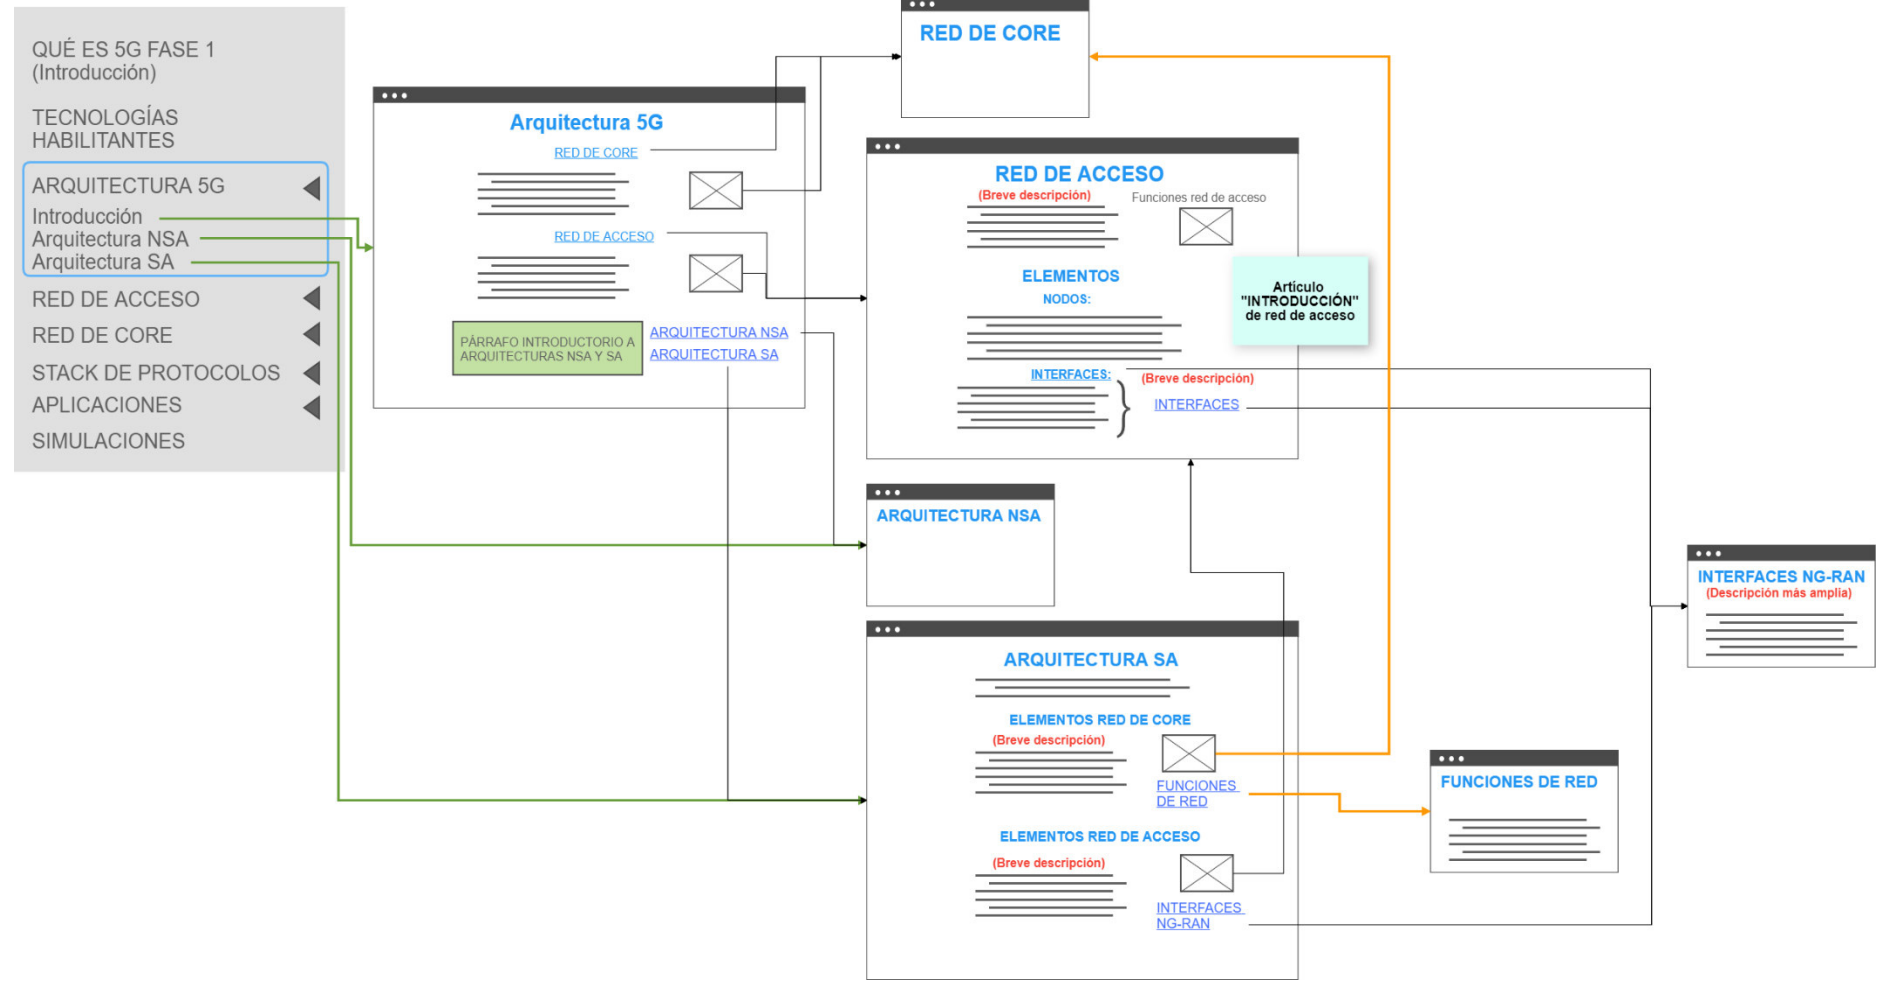 QUÉ ES 5G FASE 1
(Introducción)
TECNOLOGÍAS
HABILITANTES
ARQUITECTURA 5G
Introducción
Arquitectura NSA
Arquitectura SA
RED DE ACCESO
RED DE CORE
STACK DE PROTOCOLOS
APLICACIONES
SIMULACIONES
Arquitectura 5G
RED DE CORE
RED DE ACCESO
PÁRRAFO INTRODUCTORIO A
ARQUITECTURAS NSA Y SA
ARQUITECTURA NSA
ARQUITECTURA SA
RED DE CORE
RED DE ACCESO
(Breve descripción)
Funciones red de acceso
ELEMENTOS
NODOS:
Artículo
"INTRODUCCIÓN"
de red de acceso
INTERFACES:
(Breve descripción)
INTERFACES
ARQUITECTURA NSA
ARQUITECTURA SA
ELEMENTOS RED DE CORE
(Breve descripción)
FUNCIONES
DE RED
ELEMENTOS RED DE ACCESO
(Breve descripción)
INTERFACES
NG-RAN
INTERFACES NG-RAN
(Descripción más amplia)
FUNCIONES DE RED